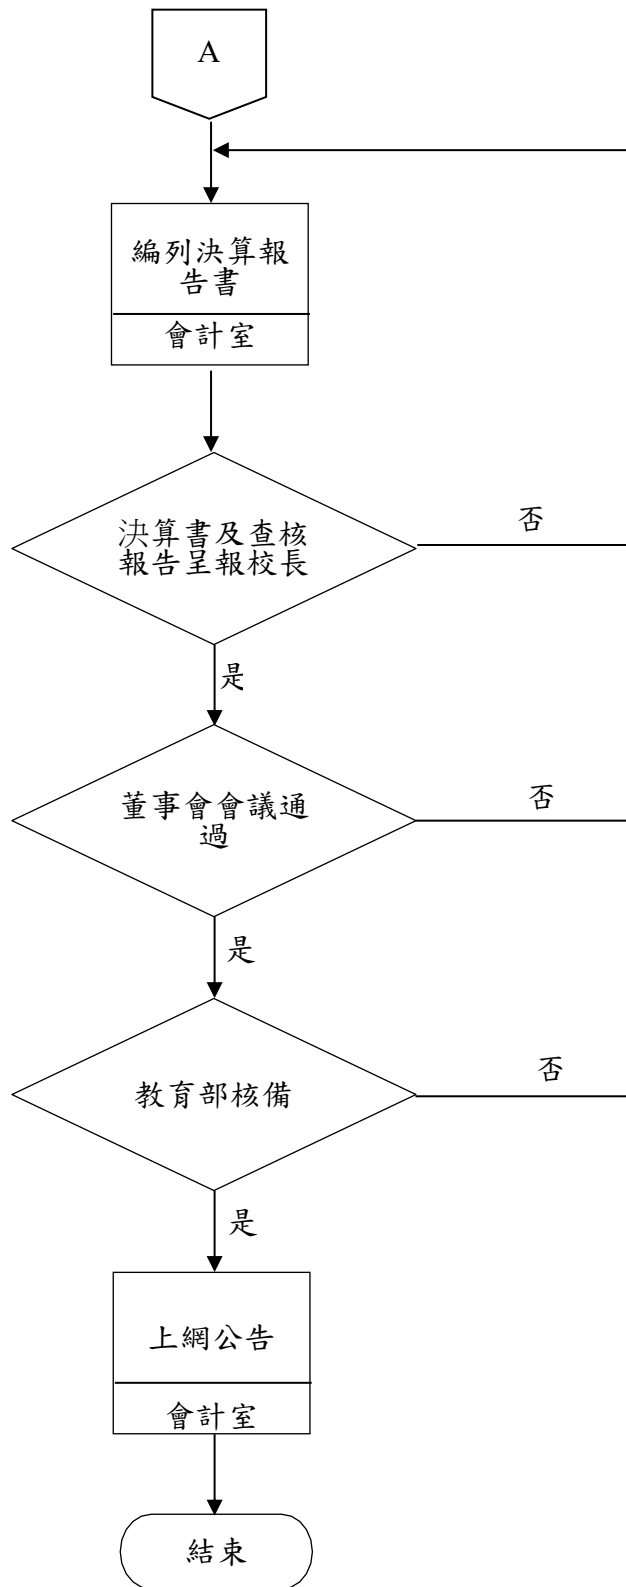 A
編列決算報
告書
會計室
決算書及查核
報告呈報校長
否
是
董事會會議通
過
否
是
教育部核備
否
是
上網公告
會計室
結束